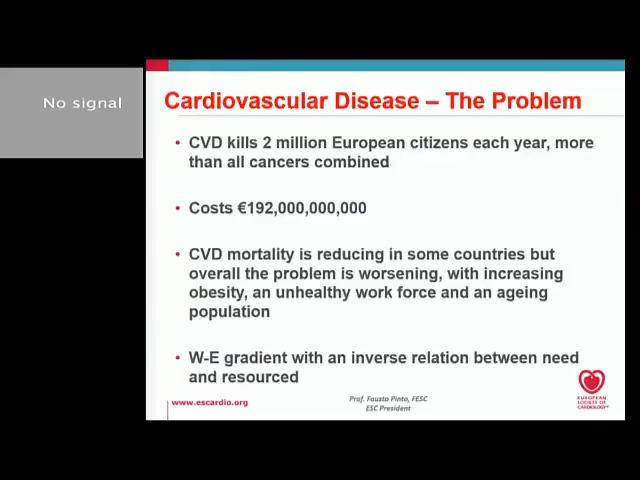 No signal
Cardiovascular Disease – The Problem
• CVD kills 2 million European citizens each year, more
than all cancers combined
• Costs €192,000,000,000
• CVD mortality is reducing in some countries but
overall the problem is worsening, with increasing
obesity, an unhealthy work force and an ageing
population
• W-E gradient with an inverse relation between need
and resourced
www.escardio.org
Prof. Fausto Pinto, FESC
ESC President
EUROPEAN
SOCIETY OF
CARDIOLOGY®